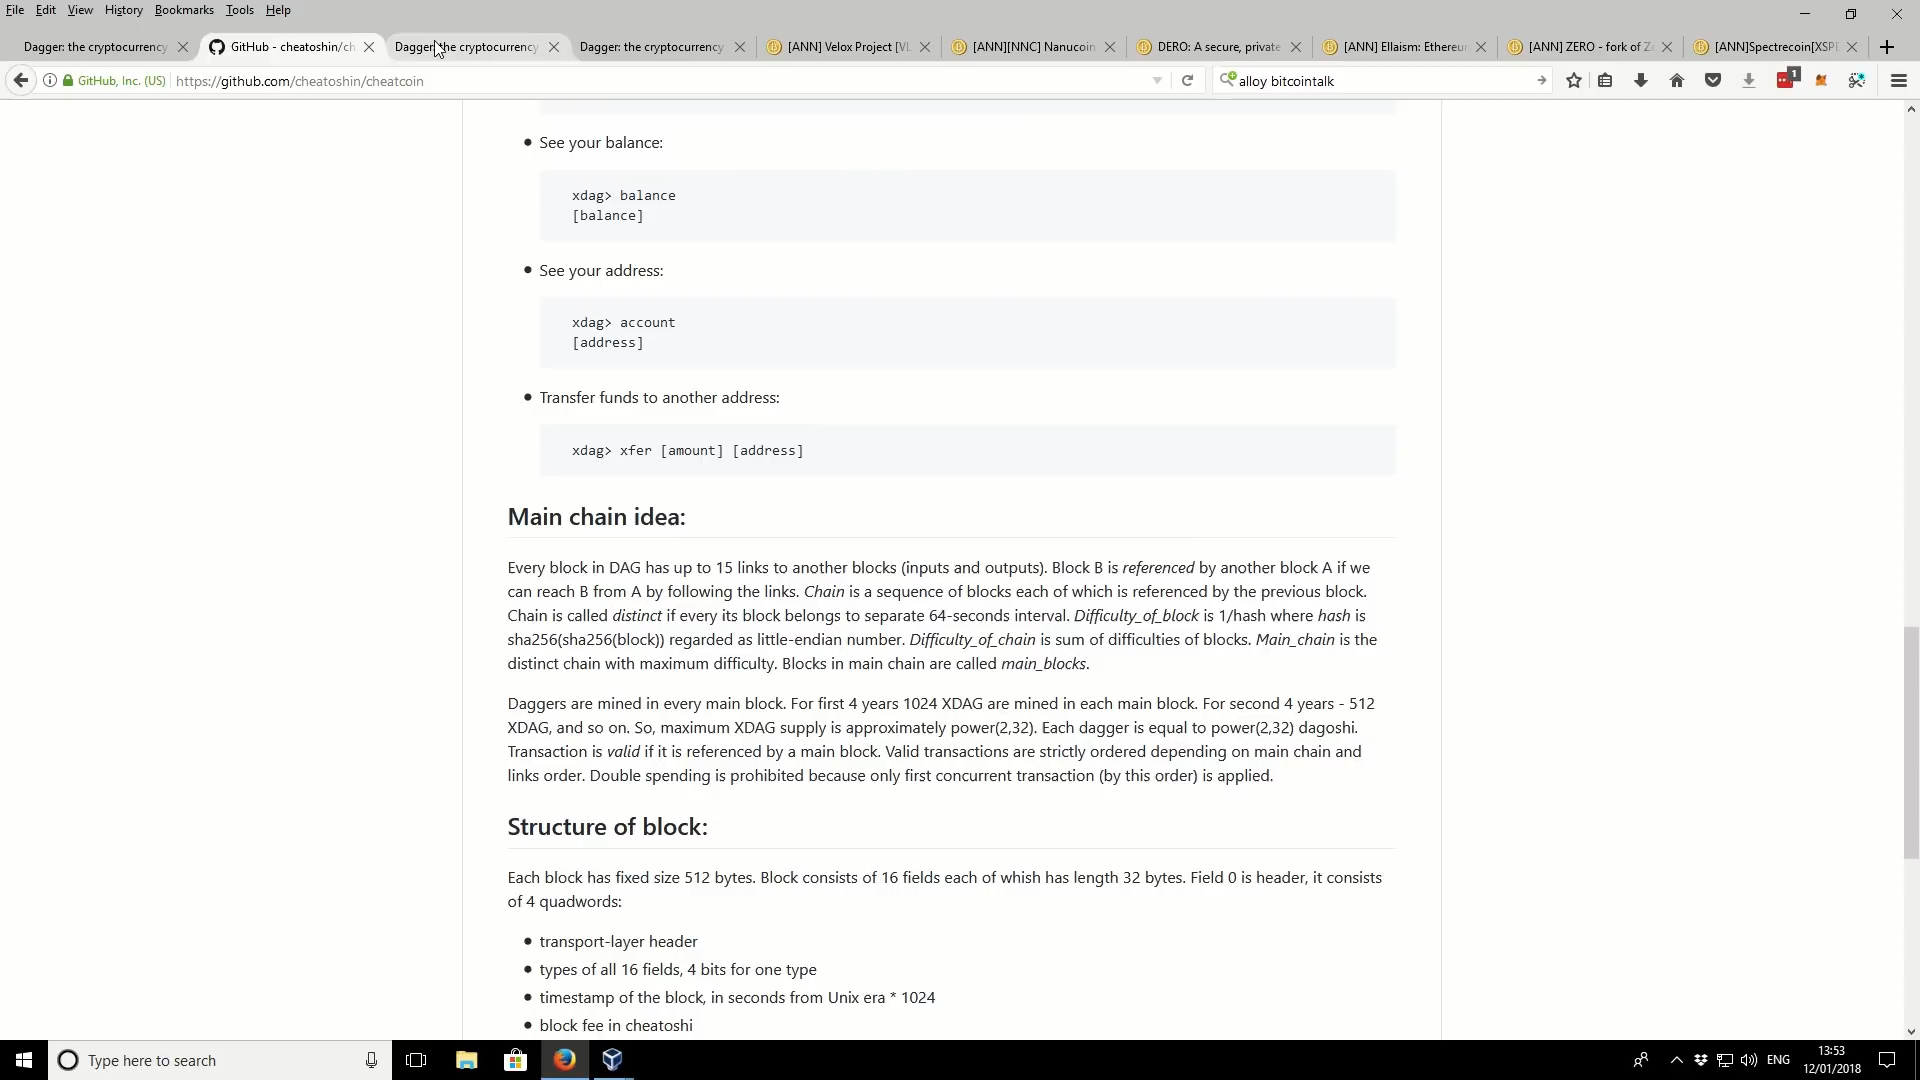 File Edit View History Bookmarks Tools Help
Dagger: the cryptocurrency
GitHub - cheatoshin/ch
Dagger: the cryptocurrency
Dagger: the cryptocurrency
[ANN] Velox Project [VL
[ANN][NNC] Nanucoin
DERO: A secure, private
[ANN] Ellaism: Ethereum
[ANN] ZERO - fork of Z
[ANN]Spectrecoin[XSP
GitHub, Inc. (US) https://github.com/cheatoshin/cheatcoin
alloy bitcointalk
1
See your balance:
xdag> balance
[balance]
See your address:
xdag> account
[address]
Transfer funds to another address:
xdag> xfer [amount] [address]
Main chain idea:
Every block in DAG has up to 15 links to another blocks (inputs and outputs). Block B is referenced by another block A if we
can reach B from A by following the links. Chain is a sequence of blocks each of which is referenced by the previous block.
Chain is called distinct if every its block belongs to separate 64-seconds interval. Difficulty_of_block is 1/hash where hash is
sha256(sha256(block)) regarded as little-endian number. Difficulty_of_chain is sum of difficulties of blocks. Main_chain is the
distinct chain with maximum difficulty. Blocks in main chain are called main_blocks.
Daggers are mined in every main block. For first 4 years 1024 XDAG are mined in each main block. For second 4 years - 512
XDAG, and so on. So, maximum XDAG supply is approximately power(2,32). Each dagger is equal to power(2,32) dagoshi.
Transaction is valid if it is referenced by a main block. Valid transactions are strictly ordered depending on main chain and
links order. Double spending is prohibited because only first concurrent transaction (by this order) is applied.
Structure of block:
Each block has fixed size 512 bytes. Block consists of 16 fields each of whish has length 32 bytes. Field 0 is header, it consists
of 4 quadwords:
transport-layer header
types of all 16 fields, 4 bits for one type
timestamp of the block, in seconds from Unix era * 1024
block fee in cheatoshi
Type here to search
ENG
13:53
12/01/2018